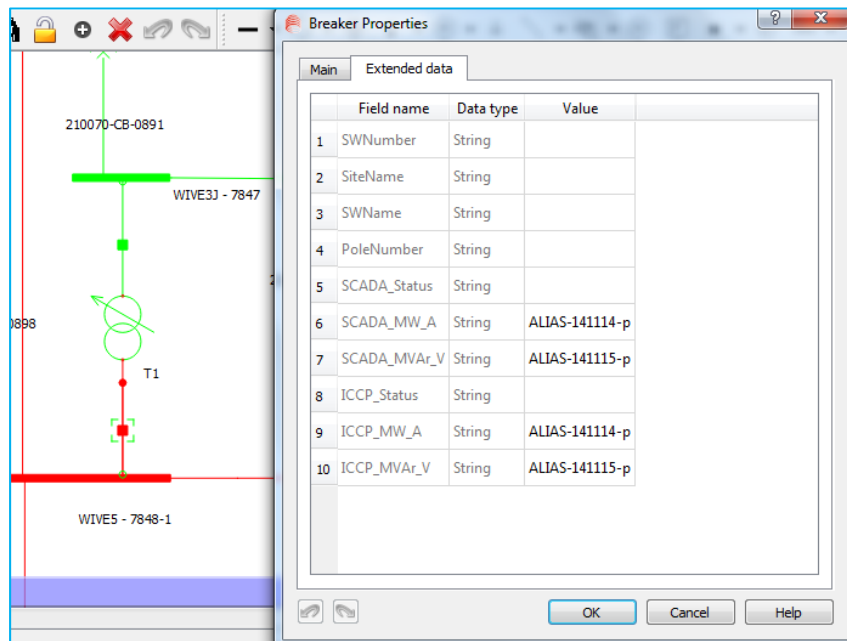 Breaker Properties
?
X
Main
Extended data
210070-CB-0891
WIVE3J - 7847
0898
T1
WIVE5 - 7848-1
Field name Data type Value
1 SWNumber String
2 SiteName String
3 SWName String
4 PoleNumber String
5 SCADA_Status String
6 SCADA_MW_A String ALIAS-141114-p
7 SCADA_MVAr_V String ALIAS-141115-p
8 ICCP_Status String
9 ICCP_MW_A String ALIAS-141114-p
10 ICCP_MVAr_V String ALIAS-141115-p
OK
Cancel
Help